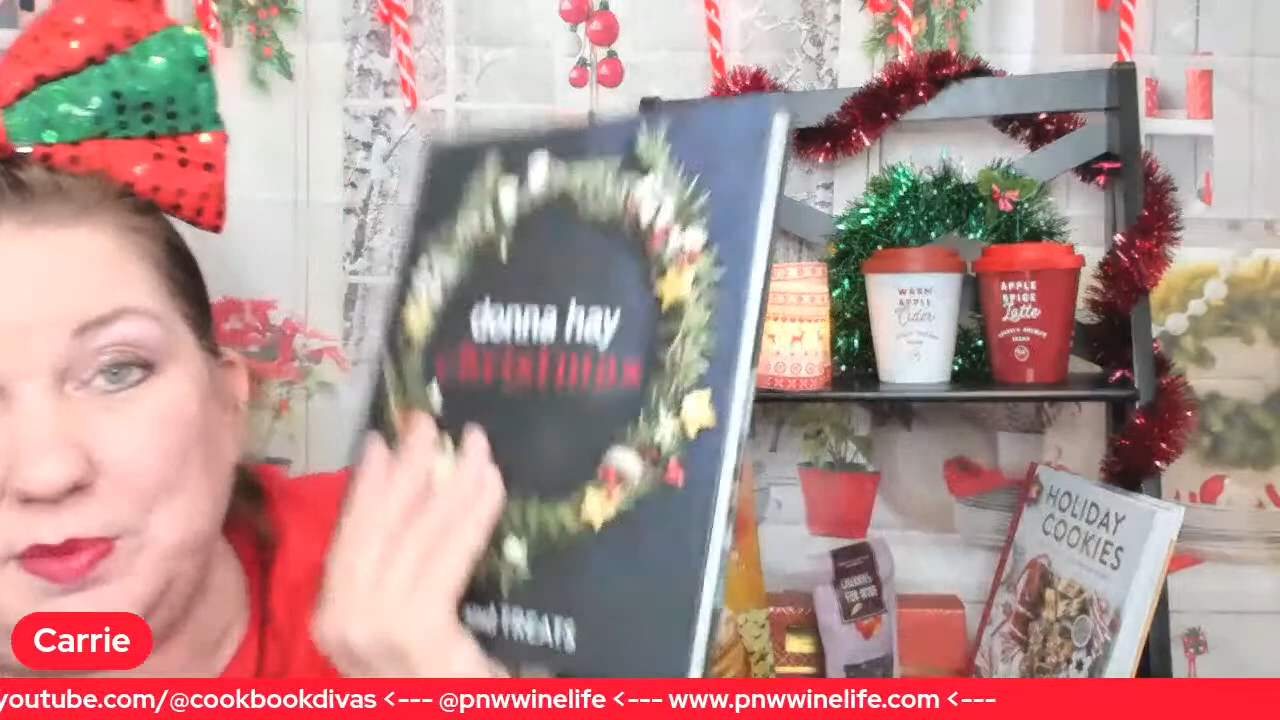 donna hay
christmas
and TREATS
WARM
APPLE
Cider
APPLE
SPICE
Latte
HOLIDAY
COOKIES
Carrie
youtube.com/@cookbookdivas <--- @pnwwinelife <--- www.pnwwinelife.com <---